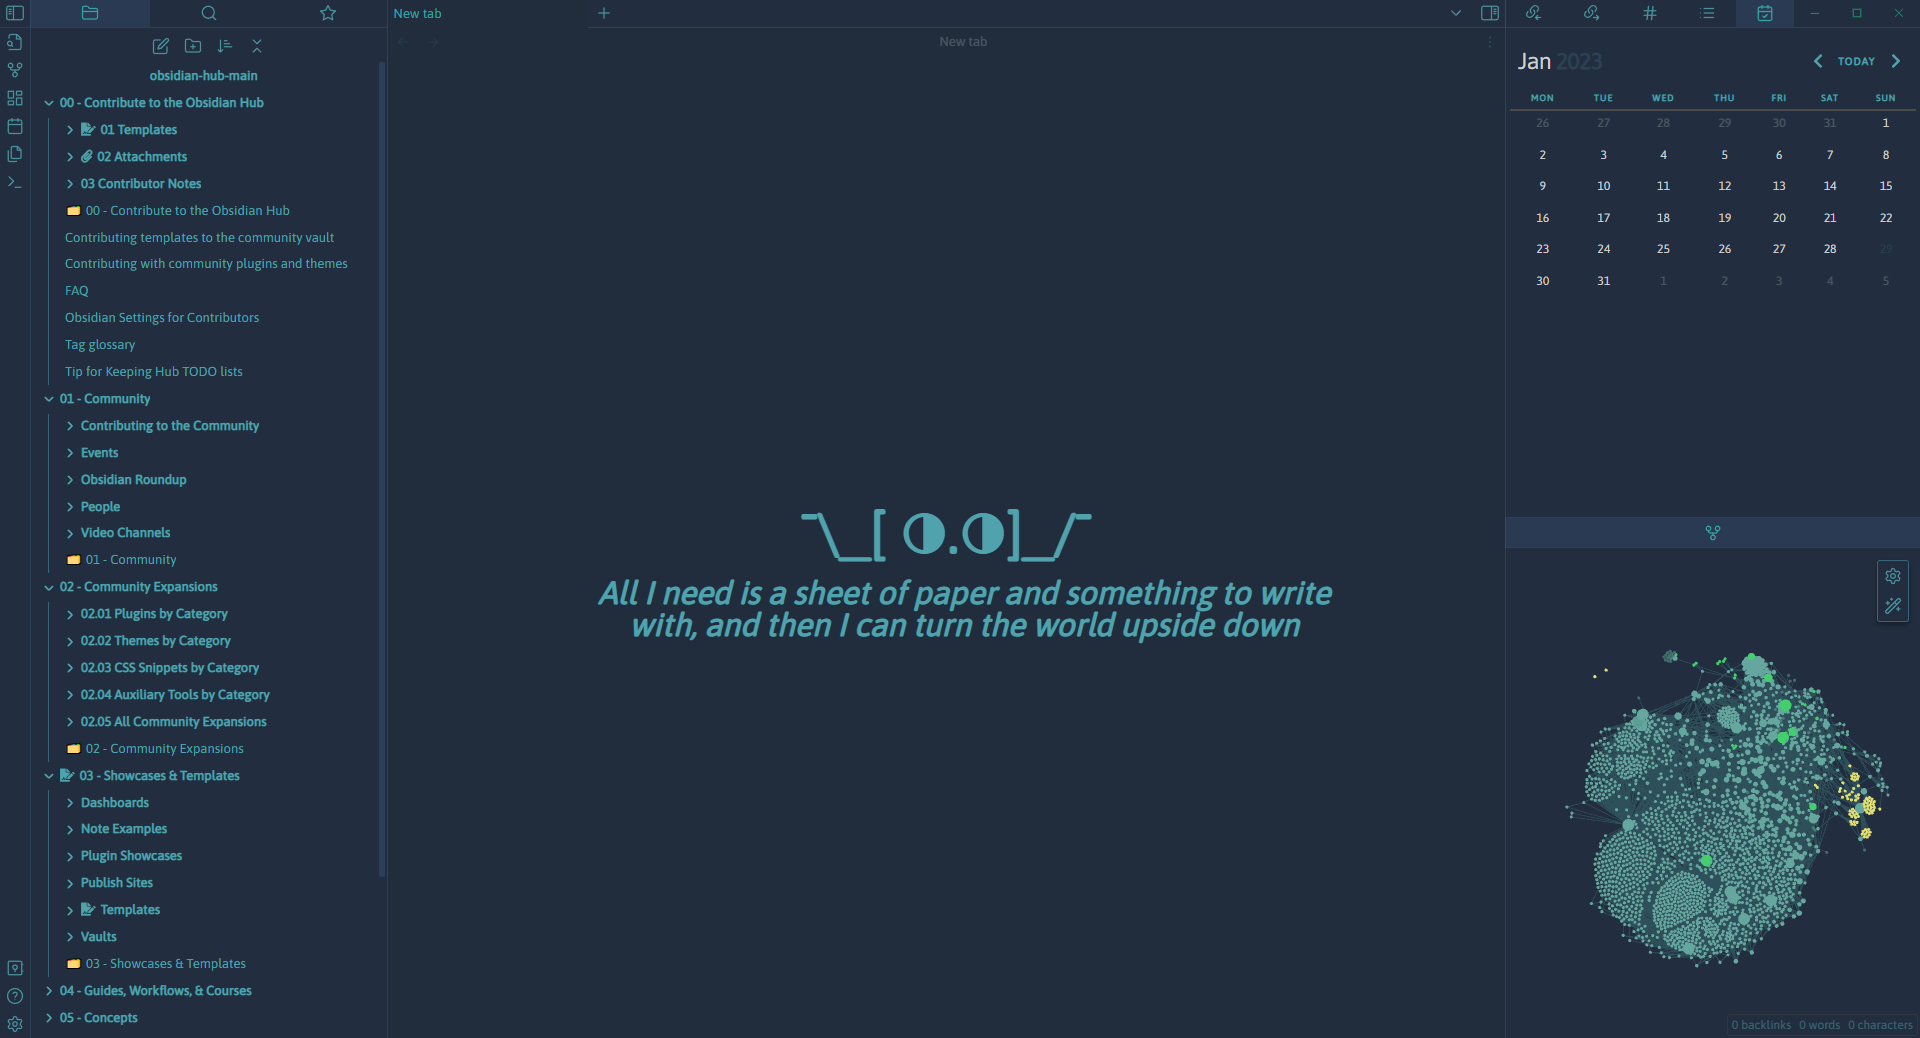 New tab
New tab
obsidian-hub-main
00 - Contribute to the Obsidian Hub
01 Templates
02 Attachments
03 Contributor Notes
00 - Contribute to the Obsidian Hub
Contributing templates to the community vault
Contributing with community plugins and themes
FAQ
Obsidian Settings for Contributors
Tag glossary
Tip for Keeping Hub TODO lists
01 - Community
Contributing to the Community
Events
Obsidian Roundup
People
Video Channels
01 - Community
02 - Community Expansions
02.01 Plugins by Category
02.02 Themes by Category
02.03 CSS Snippets by Category
02.04 Auxiliary Tools by Category
02.05 All Community Expansions
02 - Community Expansions
03 - Showcases & Templates
Dashboards
Note Examples
Plugin Showcases
Publish Sites
Templates
Vaults
03 - Showcases & Templates
04 - Guides, Workflows, & Courses
05 - Concepts
¯\_[ ◑.◑]_/¯
All I need is a sheet of paper and something to write
with, and then I can turn the world upside down
Jan 2023
TODAY
MON TUE WED THU FRI SAT SUN
26 27 28 29 30 31 1
2 3 4 5 6 7 8
9 10 11 12 13 14 15
16 17 18 19 20 21 22
23 24 25 26 27 28 29
30 31 1 2 3 4 5
0 backlinks 0 words 0 characters